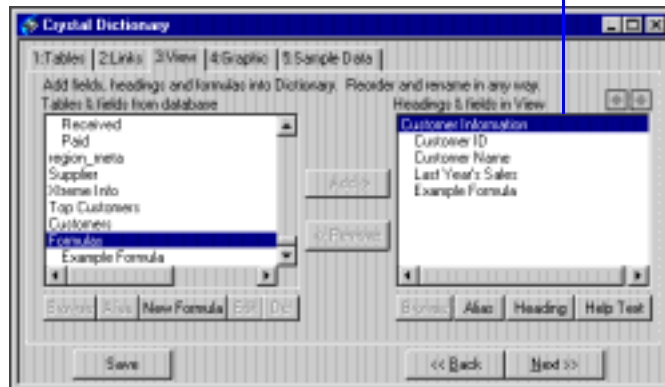 Crystal Dictionary
1:Tables 2:Links 3:View 4:Graphic 5:Sample Data
Add fields, headings and formulas into Dictionary. Reorder and rename in any way.
Tables & fields from database
Headings & fields in View
Received
Paid
region_meta
Supplier
Xtreme Info
Top Customers
Customers
Formulas
Example Formula
Add >
<< Remove
Customer Information
Customer ID
Customer Name
Last Year's Sales
Example Formula
Browse Alias New Formula Edit Del
Browse Alias Heading Help Text
Save << Back Next >>